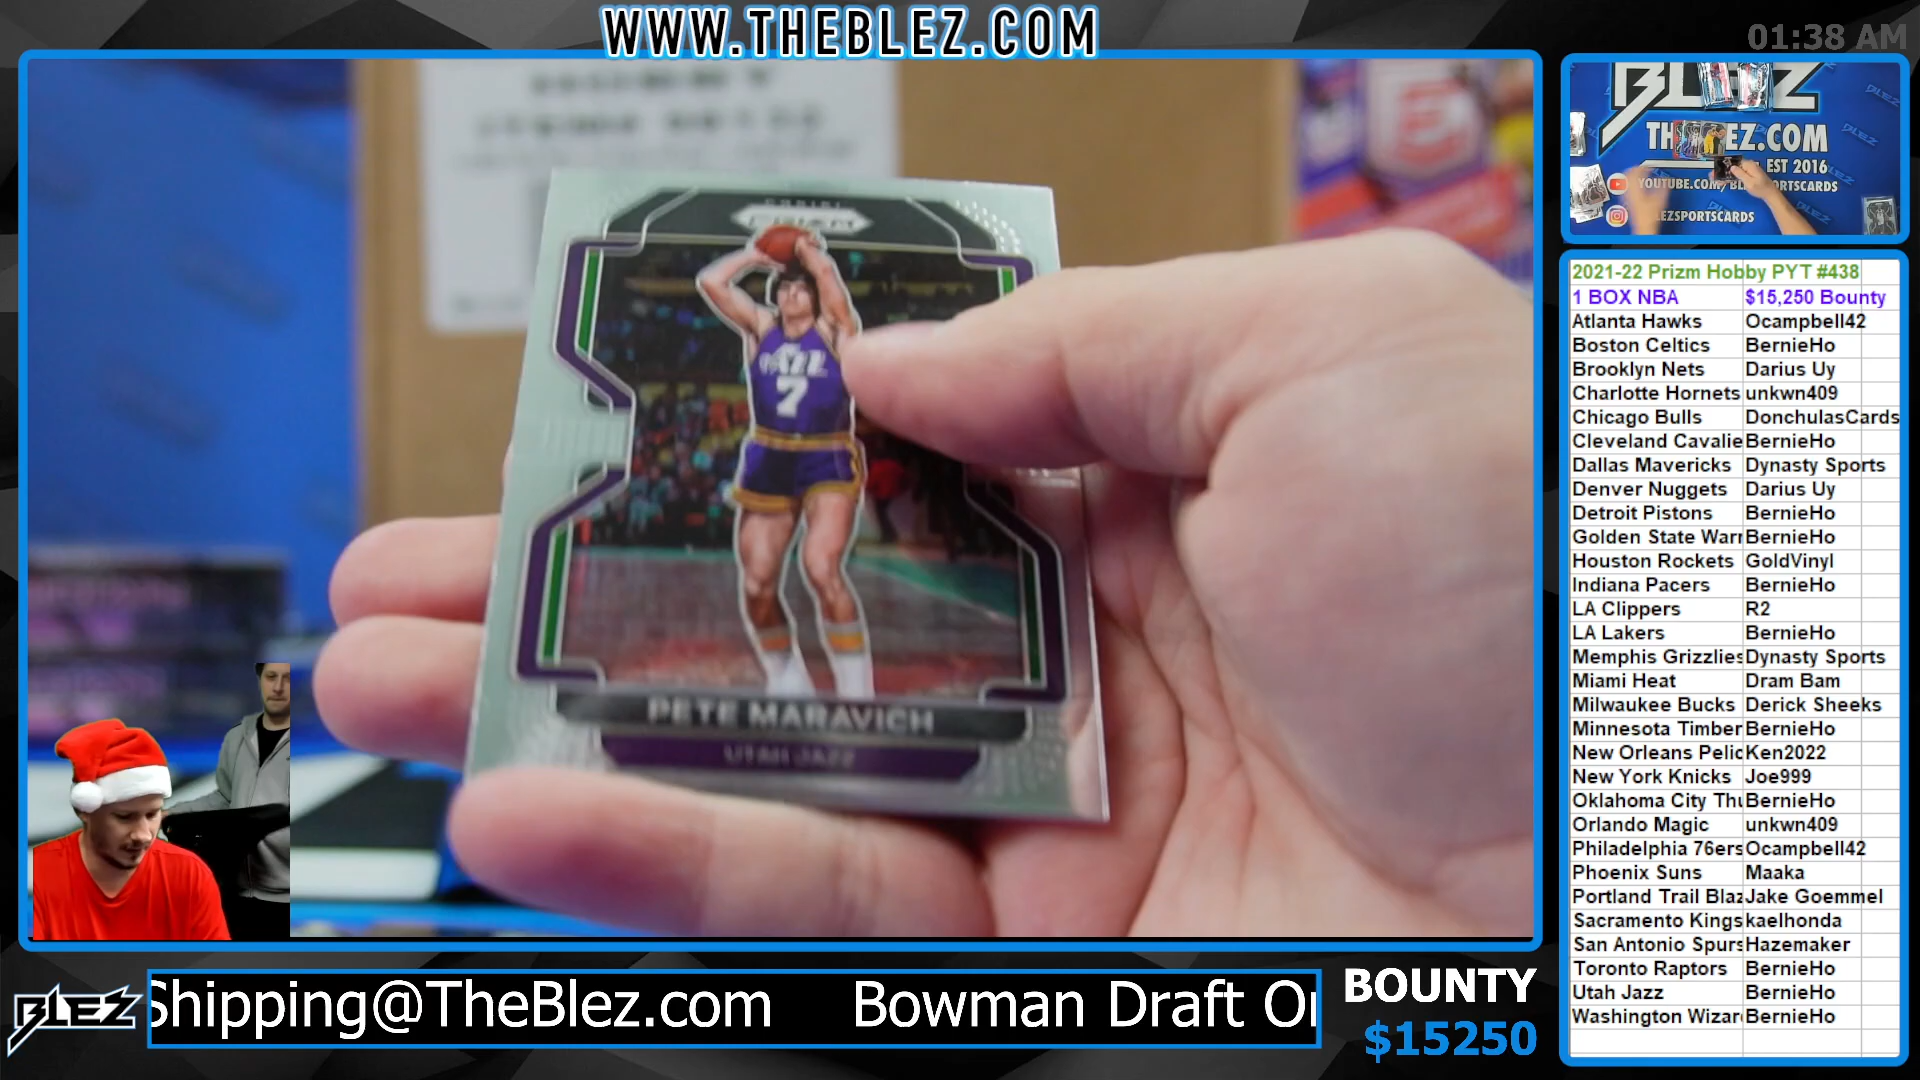 WWW.THEBLEZ.COM
01:38 AM
BLEZ
EST 2016
PRIZM
JAZZ
7
PETE MARAVICH
UTAH JAZZ
2021-22 Prizm Hobby PYT #438
1 BOX NBA $15,250 Bounty
Atlanta Hawks Ocampbell42
Boston Celtics BernieHo
Brooklyn Nets Darius Uy
Charlotte Hornets unkwn409
Chicago Bulls DonchulasCards
Cleveland Cavalie BernieHo
Dallas Mavericks Dynasty Sports
Denver Nuggets Darius Uy
Detroit Pistons BernieHo
Golden State Warr BernieHo
Houston Rockets GoldVinyl
Indiana Pacers BernieHo
LA Clippers R2
LA Lakers BernieHo
Memphis Grizzlies Dynasty Sports
Miami Heat Dram Bam
Milwaukee Bucks Derick Sheeks
Minnesota Timber BernieHo
New Orleans Pelic Ken2022
New York Knicks Joe999
Oklahoma City Thu BernieHo
Orlando Magic unkwn409
Philadelphia 76ers Ocampbell42
Phoenix Suns Maaka
Portland Trail Blaz Jake Goemmel
Sacramento Kings kaelhonda
San Antonio Spurs Hazemaker
Toronto Raptors BernieHo
Utah Jazz BernieHo
Washington Wizar BernieHo
BLEZ
Shipping@TheBlez.com Bowman Draft Or
BOUNTY
$15250